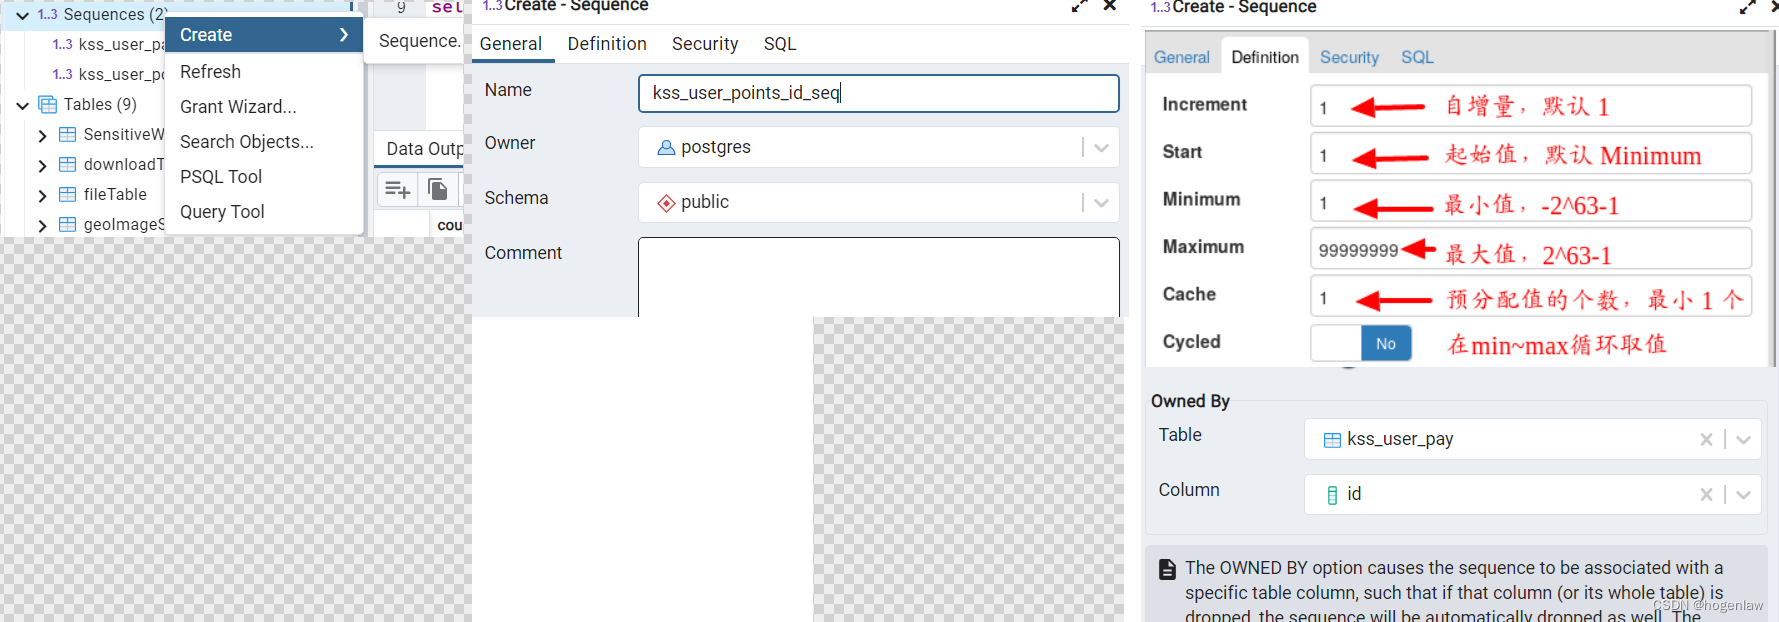 1..3 Sequences (2)
1..3 kss_user_pa
1..3 kss_user_po
Tables (9)
SensitiveW
downloadT
fileTable
geoImageS
Create
Refresh
Grant Wizard...
Search Objects...
PSQL Tool
Query Tool
Sequence.
9 sel
Data Outp
cou
1..3 Create - Sequence
General Definition Security SQL
Name kss_user_points_id_seq
Owner postgres
Schema public
Comment
1..3 Create - Sequence
General Definition Security SQL
Increment 1 自增量，默认 1
Start 1 起始值，默认 Minimum
Minimum 1 最小值，-2^63-1
Maximum 99999999 最大值，2^63-1
Cache 1 预分配值的个数，最小 1 个
Cycled No 在min~max循环取值
Owned By
Table kss_user_pay
Column id
The OWNED BY option causes the sequence to be associated with a
specific table column, such that if that column (or its whole table) is
dropped, the sequence will be automatically dropped as well. The
CSDN @hogenlaw